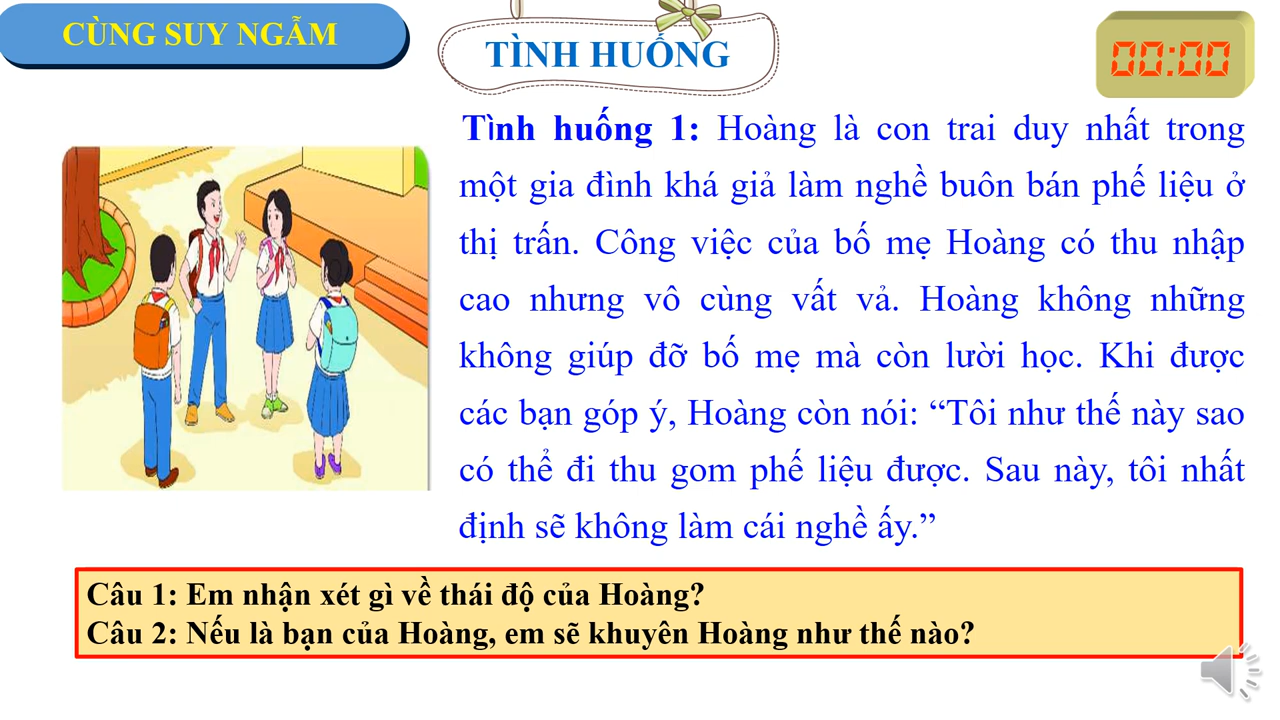 CÙNG SUY NGẪM
TÌNH HUỐNG
00:00
Tình huống 1: Hoàng là con trai duy nhất trong
một gia đình khá giả làm nghề buôn bán phế liệu ở
thị trấn. Công việc của bố mẹ Hoàng có thu nhập
cao nhưng vô cùng vất vả. Hoàng không những
không giúp đỡ bố mẹ mà còn lười học. Khi được
các bạn góp ý, Hoàng còn nói: “Tôi như thế này sao
có thể đi thu gom phế liệu được. Sau này, tôi nhất
định sẽ không làm cái nghề ấy.”
Câu 1: Em nhận xét gì về thái độ của Hoàng?
Câu 2: Nếu là bạn của Hoàng, em sẽ khuyên Hoàng như thế nào?